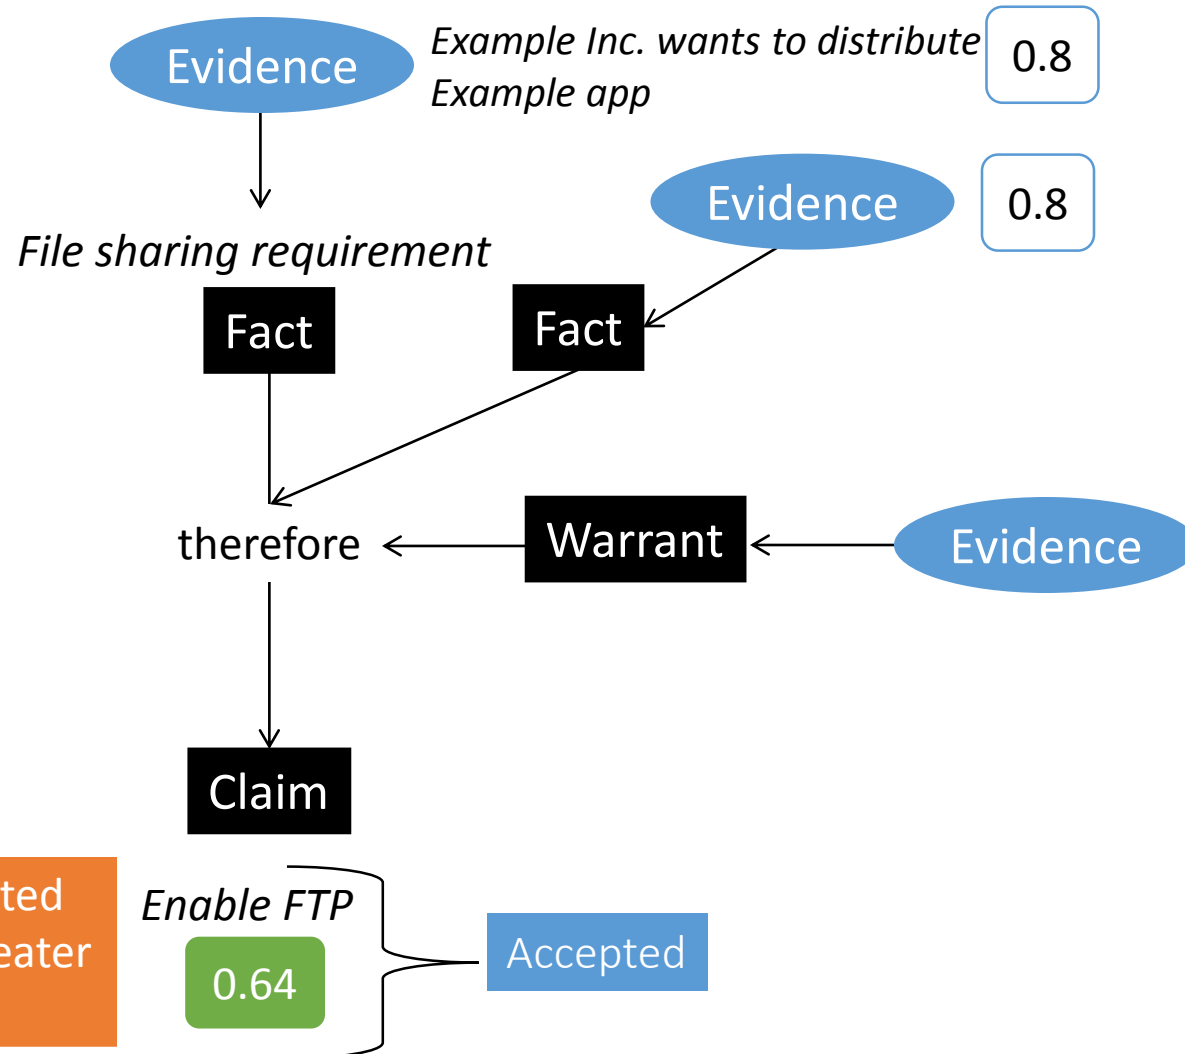 Evidence
Example Inc. wants to distribute
Example app
0.8
Evidence
0.8
File sharing requirement
Fact
Fact
therefore
Warrant
Evidence
Claim
Enable FTP
0.64
Accepted